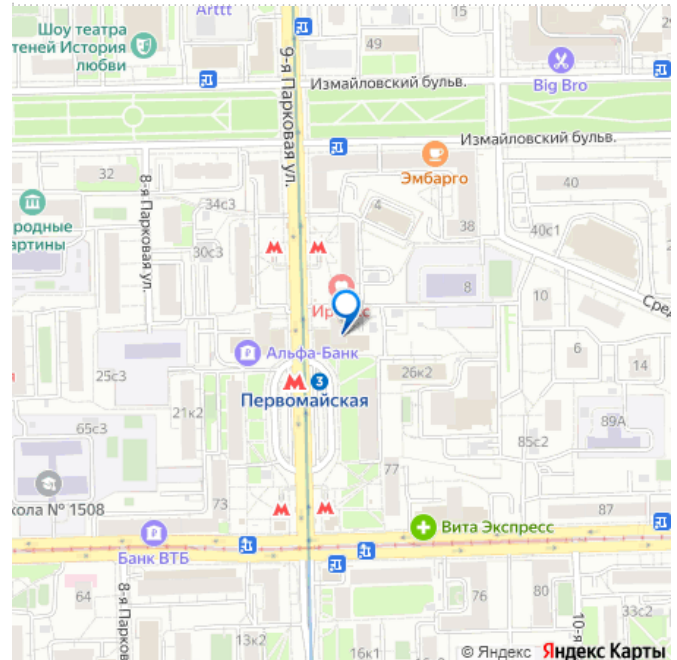 Arttt
Шоу театра
теней История
любви
49
Измайловский бульв.
Big Bro
9-я Парковая ул.
Измайловский бульв.
Эмбарго
32
8-я Парковая ул.
34с3
4
40
родные
артины
30с3
38
40с1
8
10
Сред
Ир
с
Альфа-Банк
6
14
25с3
26к2
3
Первомайская
21к2
89А
65с3
85с2
77
кола № 1508
73
87
Вита Экспресс
Банк ВТБ
64
8-я Парковая
76
80
10-я
33с2
13к2
16к1
© Яндекс Яндекс Карты